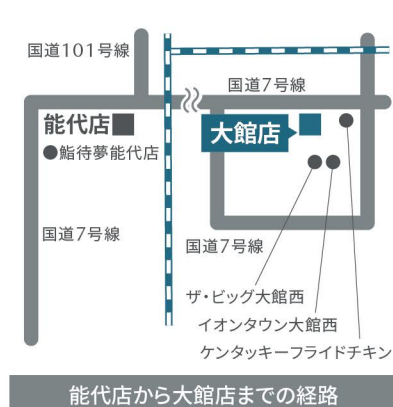 国道101号線
国道7号線
能代店
大館店
鮨待夢能代店
国道7号線
国道7号線
ザ・ビッグ大館西
イオンタウン大館西
ケンタッキーフライドチキン
能代店から大館店までの経路